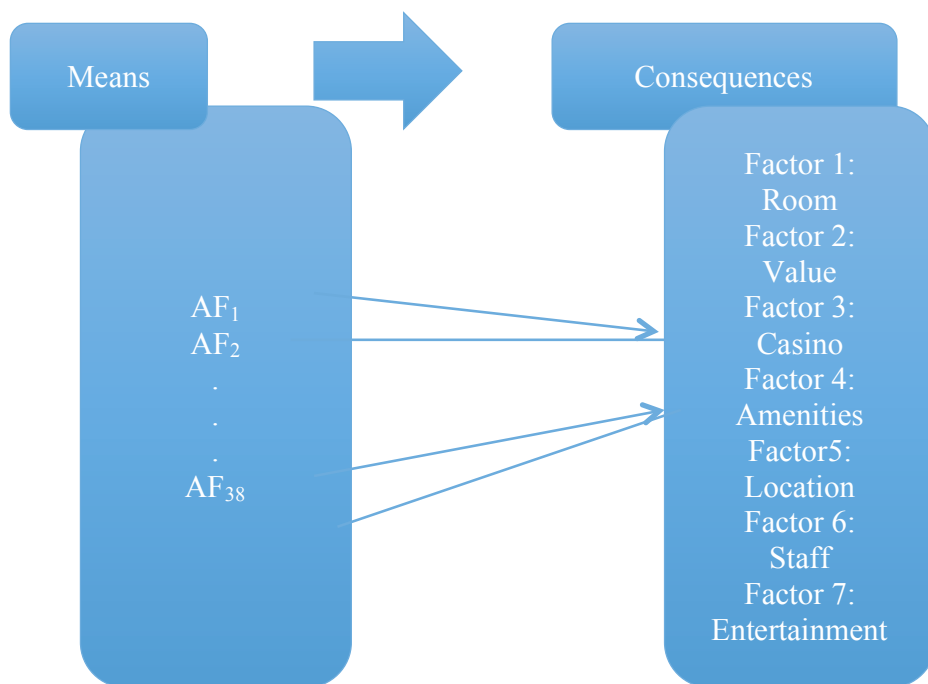 Means
Consequences
AF₁
AF₂
.
.
.
AF₃₈
Factor 1:
Room
Factor 2:
Value
Factor 3:
Casino
Factor 4:
Amenities
Factor5:
Location
Factor 6:
Staff
Factor 7:
Entertainment